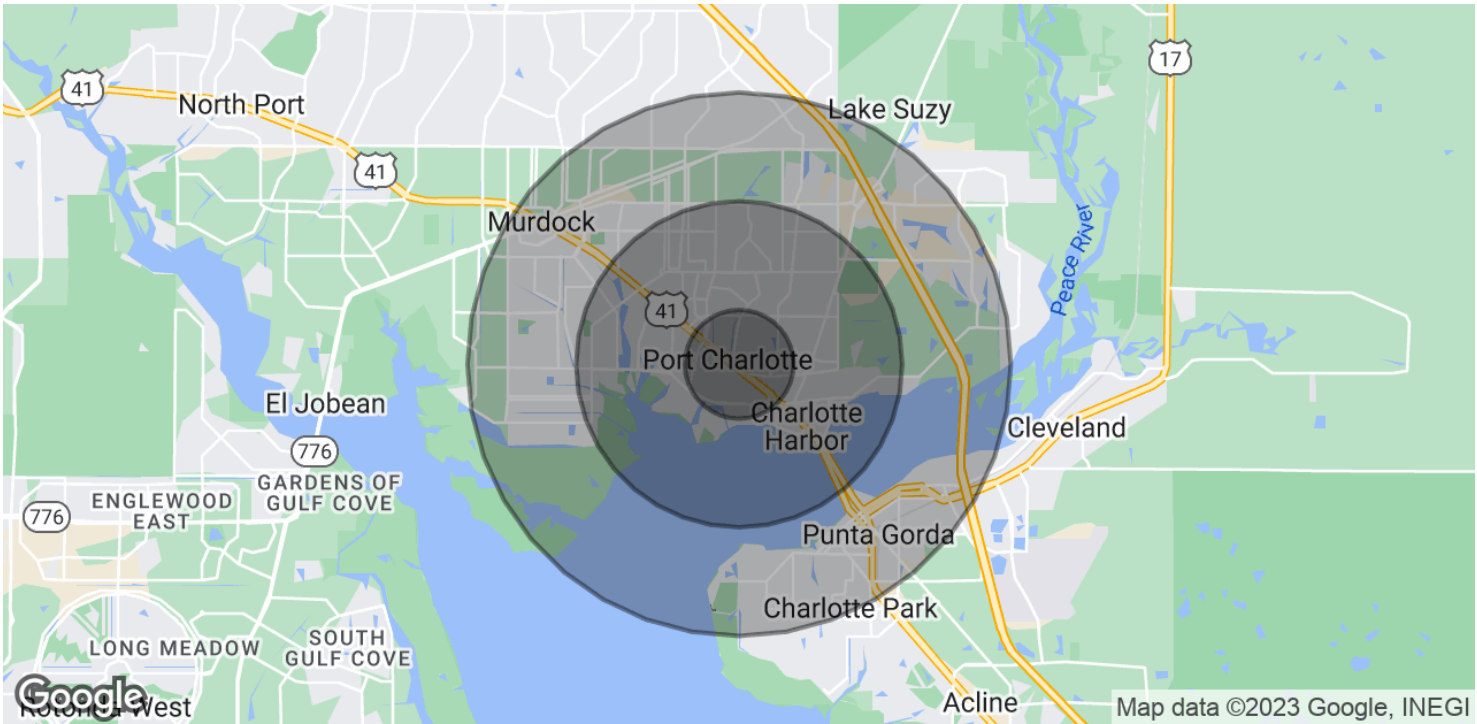 17
41
North Port
Lake Suzy
41
Murdock
Peace River
41
Port Charlotte
El Jobean
Charlotte
Harbor
Cleveland
776
GARDENS OF
GULF COVE
ENGLEWOOD
EAST
776
Punta Gorda
Charlotte Park
SOUTH
GULF COVE
LONG MEADOW
Google
Rotonda West
Acline
Map data ©2023 Google, INEGI